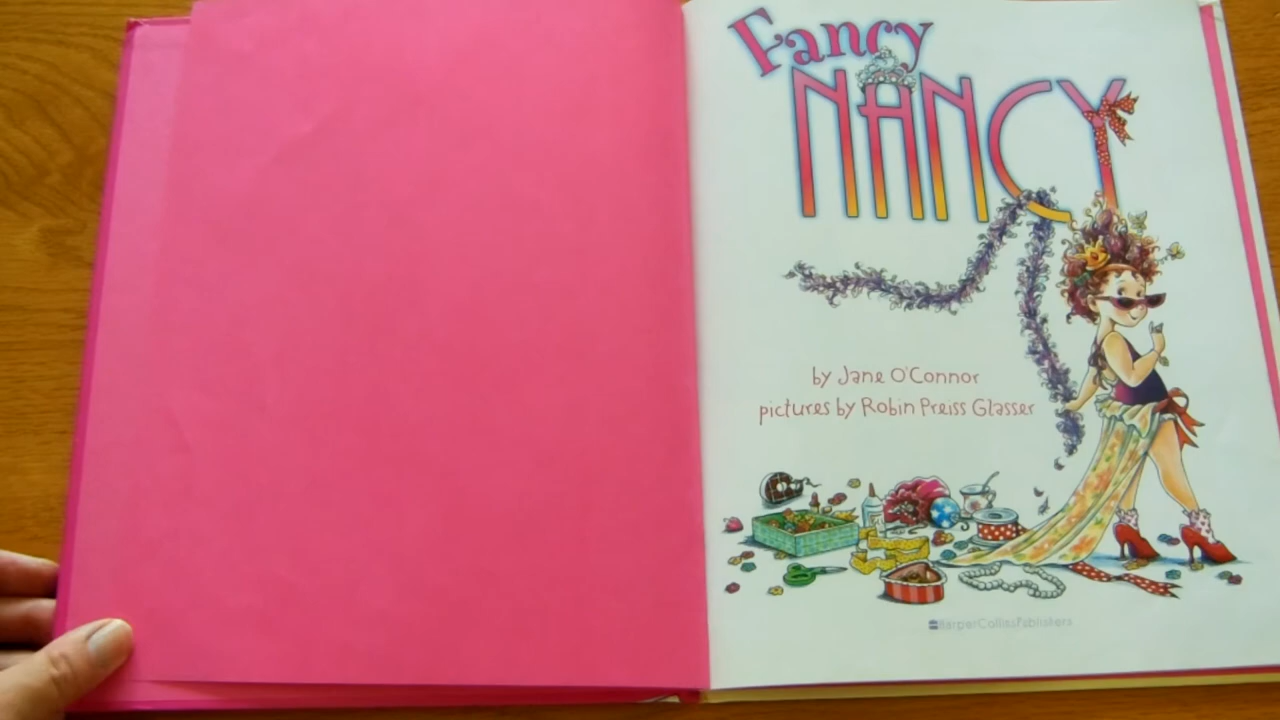 Fancy
NANCY
by Jane O'Connor
pictures by Robin Preiss Glasser
HarperCollinsPublishers